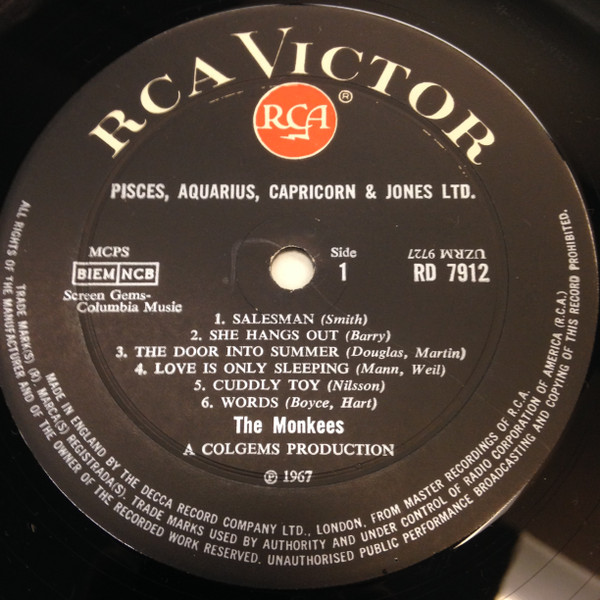 RCA VICTOR
RCA ®
PISCES, AQUARIUS, CAPRICORN & JONES LTD.
MCPS
BIEM NCB
Screen Gems-
Columbia Music
Side
1
UZRM 9727
RD 7912
1. SALESMAN (Smith)
2. SHE HANGS OUT (Barry)
3. THE DOOR INTO SUMMER (Douglas, Martin)
4. LOVE IS ONLY SLEEPING (Mann, Weil)
5. CUDDLY TOY (Nilsson)
6. WORDS (Boyce, Hart)
The Monkees
A COLGEMS PRODUCTION
℗ 1967
MADE IN ENGLAND BY THE DECCA RECORD COMPANY LTD., LONDON, FROM MASTER RECORDINGS OF R.C.A.
TRADE MARK(S) (R), MARCA(S) REGISTRADA(S). TRADE MARKS USED BY AUTHORITY AND UNDER CONTROL OF RADIO CORPORATION OF AMERICA (R.C.A.)
ALL RIGHTS OF THE MANUFACTURER AND OF THE OWNER OF THE RECORDED WORK RESERVED. UNAUTHORISED PUBLIC PERFORMANCE BROADCASTING AND COPYING OF THIS RECORD PROHIBITED.